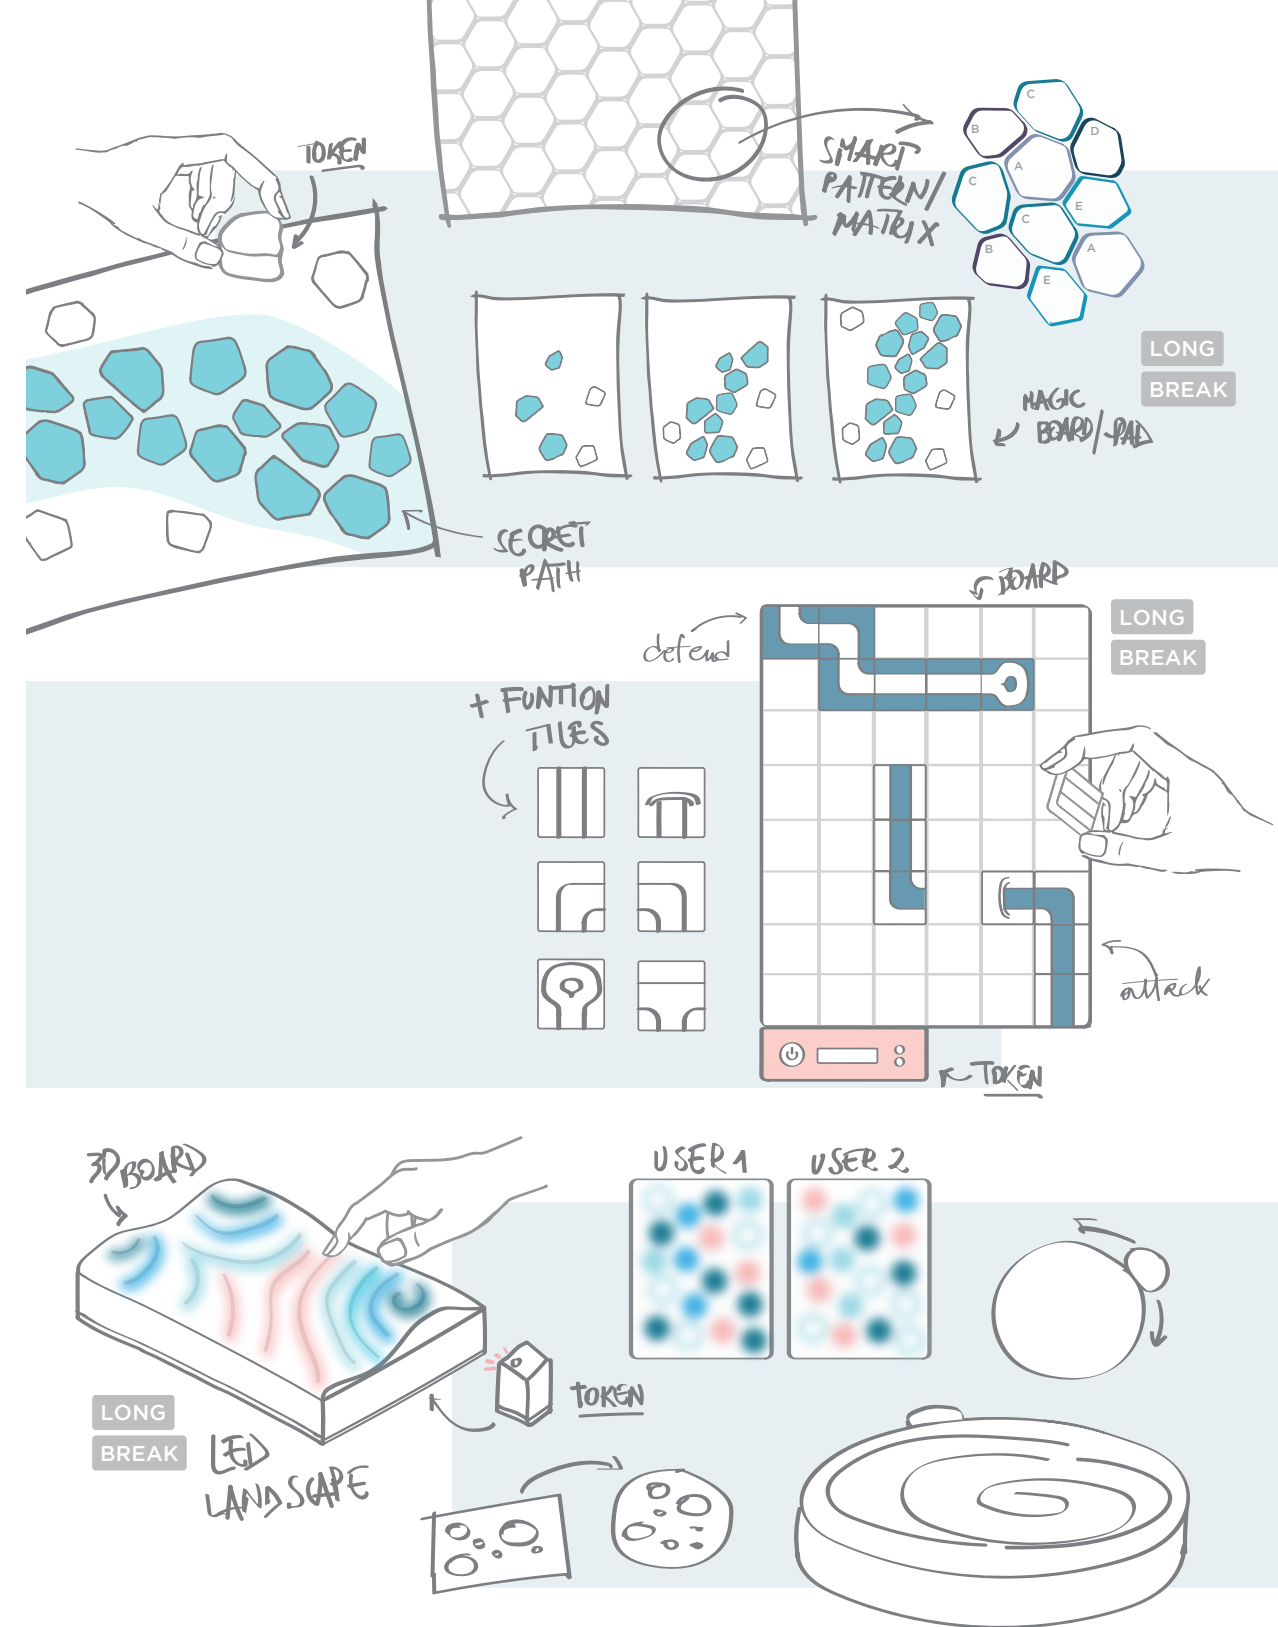 TOKEN
SMART
PATTERN/
MATRIX
C
B
D
A
C
E
C
B
A
E
LONG
BREAK
MAGIC
BOARD/-PAD
SECRET
PATH
BOARD
LONG
BREAK
defend
+ FUNTION
TILES
attack
TOKEN
3D BOARD
USER 1
USER 2
TOKEN
LONG
BREAK
LED
LANDSCAPE